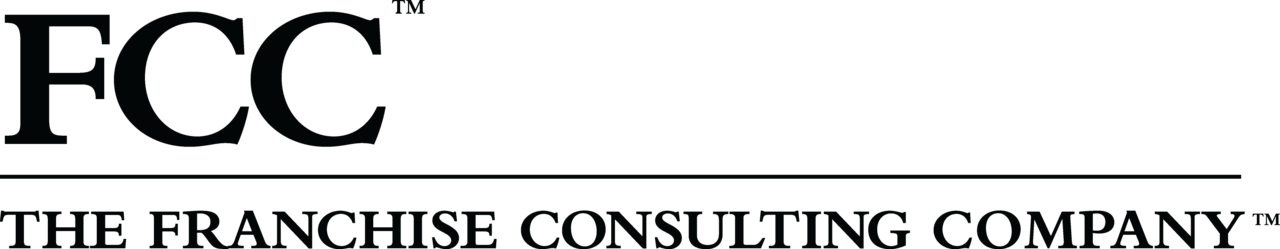 FCC™
THE FRANCHISE CONSULTING COMPANY™